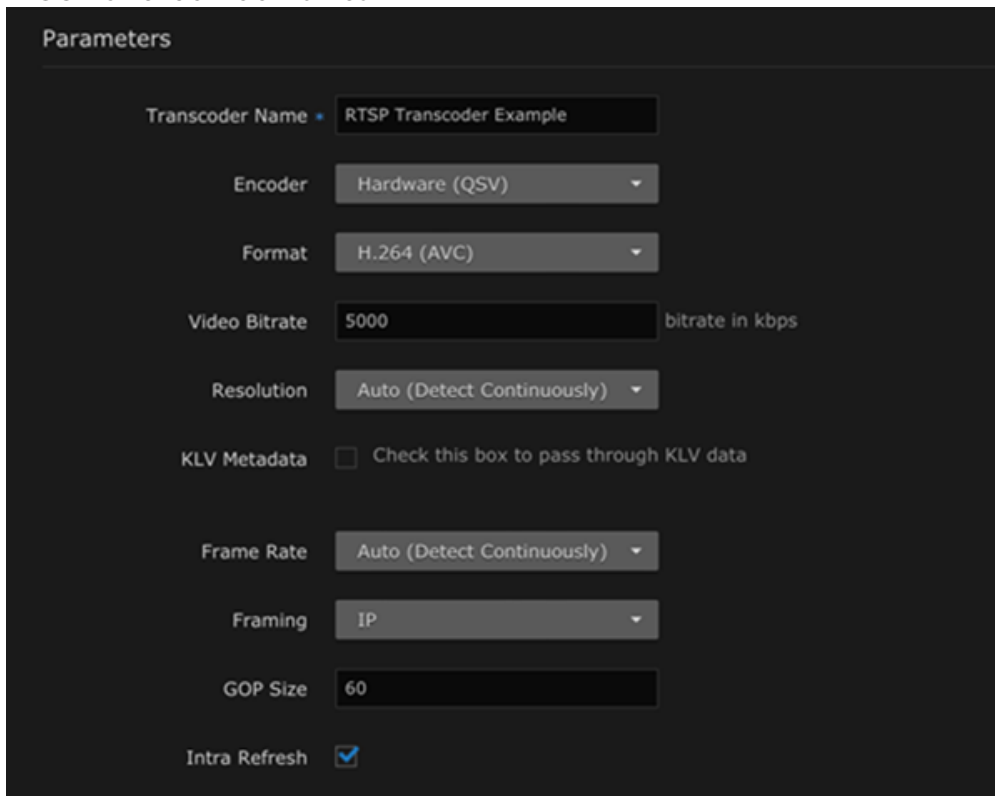 Parameters
Transcoder Name • RTSP Transcoder Example
Encoder Hardware (QSV)
Format H.264 (AVC)
Video Bitrate 5000 bitrate in kbps
Resolution Auto (Detect Continuously)
KLV Metadata Check this box to pass through KLV data
Frame Rate Auto (Detect Continuously)
Framing IP
GOP Size 60
Intra Refresh